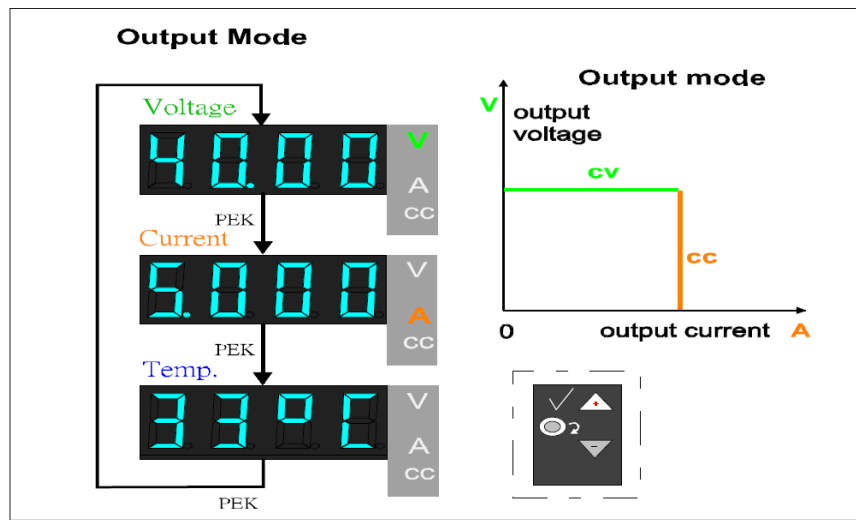 Output Mode
Voltage
40.00
V
A
CC
PEK
Current
5.000
V
A
CC
PEK
Temp.
33°C
V
A
CC
PEK
Output mode
V
output
voltage
cv
cc
0
output current A
+
−